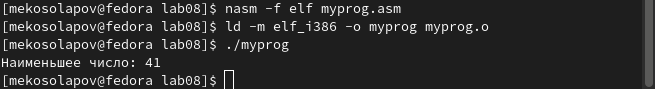 [mekosolapov@fedora lab08]$ nasm -f elf myprog.asm
[mekosolapov@fedora lab08]$ ld -m elf_i386 -o myprog myprog.o
[mekosolapov@fedora lab08]$ ./myprog
Наименьшее число: 41
[mekosolapov@fedora lab08]$